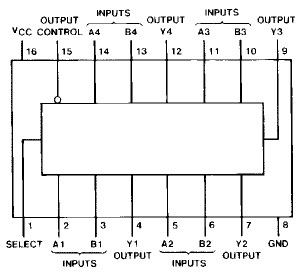 INPUTS INPUTS
OUTPUT OUTPUT OUTPUT
VCC CONTROL A4 B4 Y4 A3 B3 Y3
16 15 14 13 12 11 10 9
1 2 3 4 5 6 7 8
SELECT A1 B1 Y1 A2 B2 Y2 GND
INPUTS OUTPUT INPUTS OUTPUT